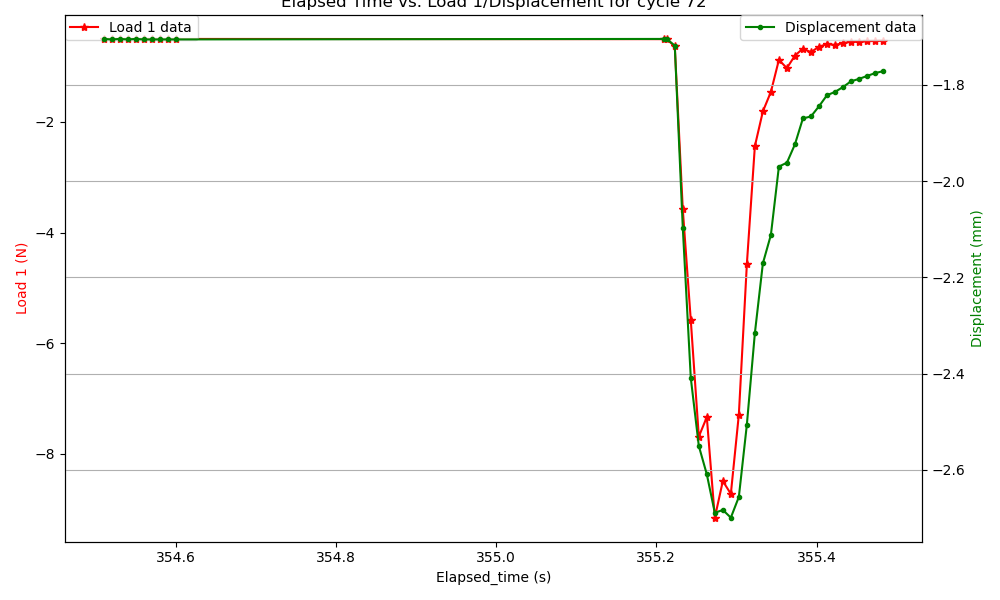 Elapsed Time vs. Load 1/Displacement for cycle 72
Load 1 data
Displacement data
−2
−4
−6
−8
Load 1 (N)
−1.8
−2.0
−2.2
−2.4
−2.6
Displacement (mm)
354.6
354.8
355.0
355.2
355.4
Elapsed_time (s)